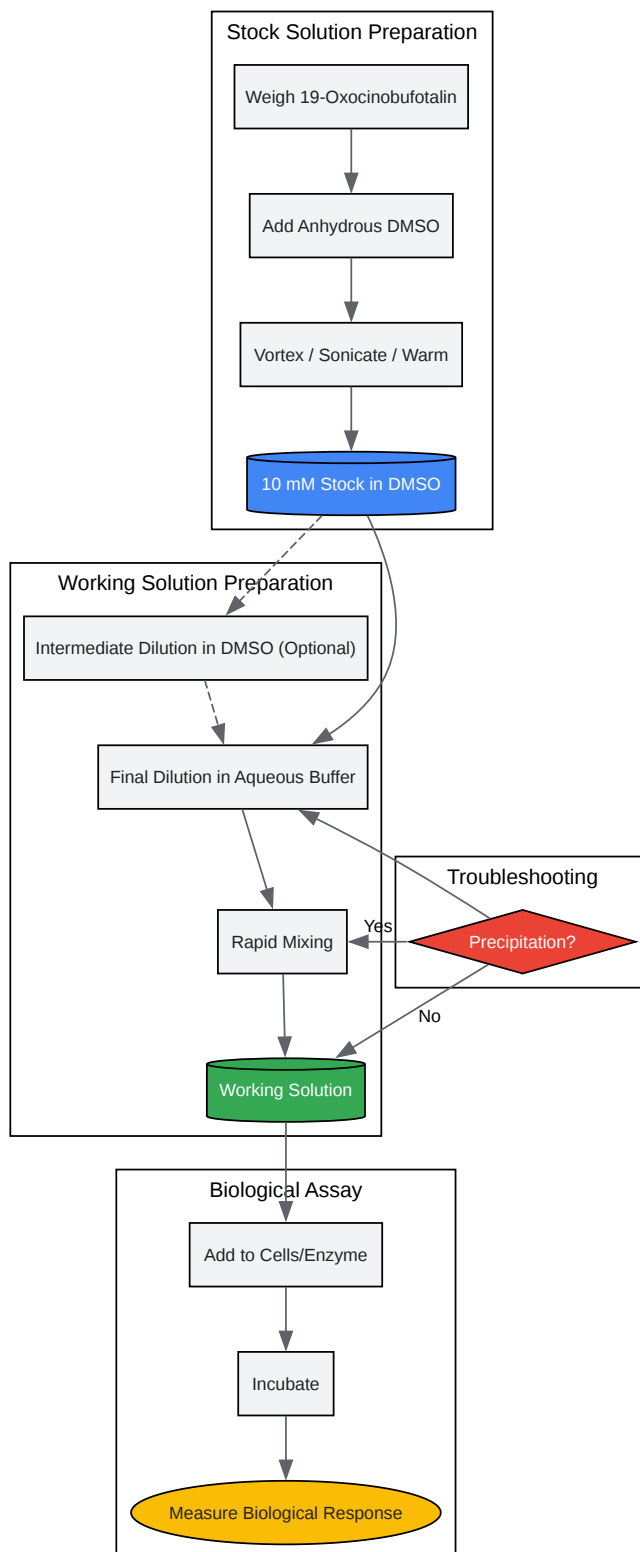 Stock Solution Preparation
Weigh 19-Oxocinobufotalin
Add Anhydrous DMSO
Vortex / Sonicate / Warm
10 mM Stock in DMSO
Working Solution Preparation
Intermediate Dilution in DMSO (Optional)
Final Dilution in Aqueous Buffer
Troubleshooting
Rapid Mixing
Yes
Precipitation?
No
Working Solution
Biological Assay
Add to Cells/Enzyme
Incubate
Measure Biological Response